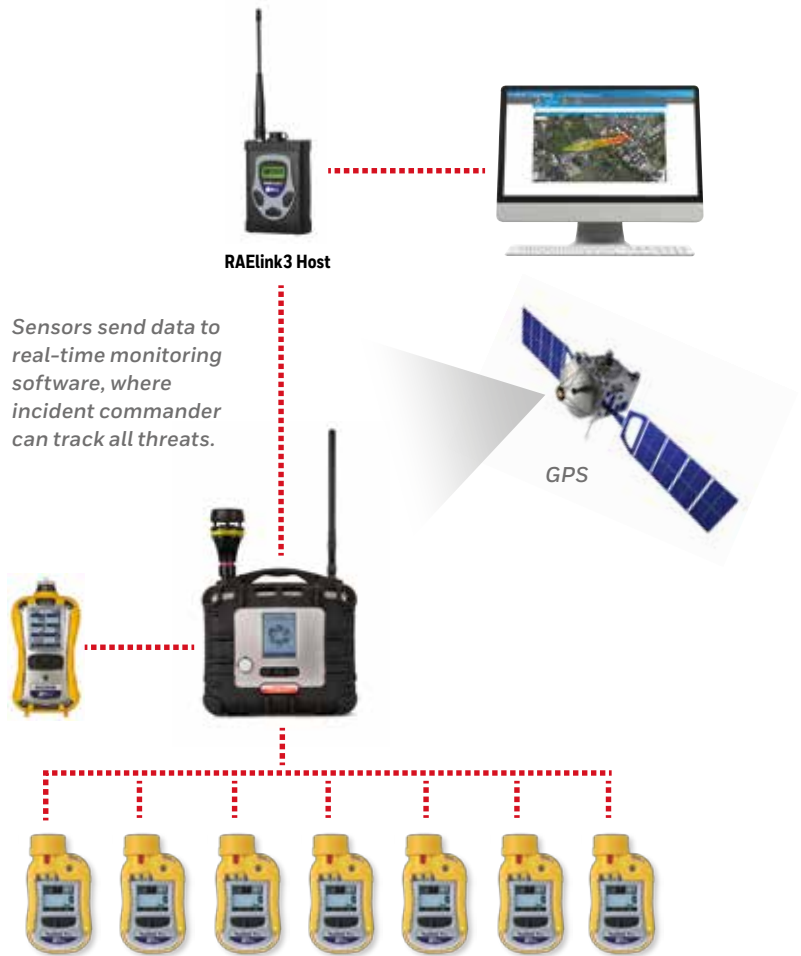 RAElink3 Host
Sensors send data to
real-time monitoring
software, where
incident commander
can track all threats.
GPS